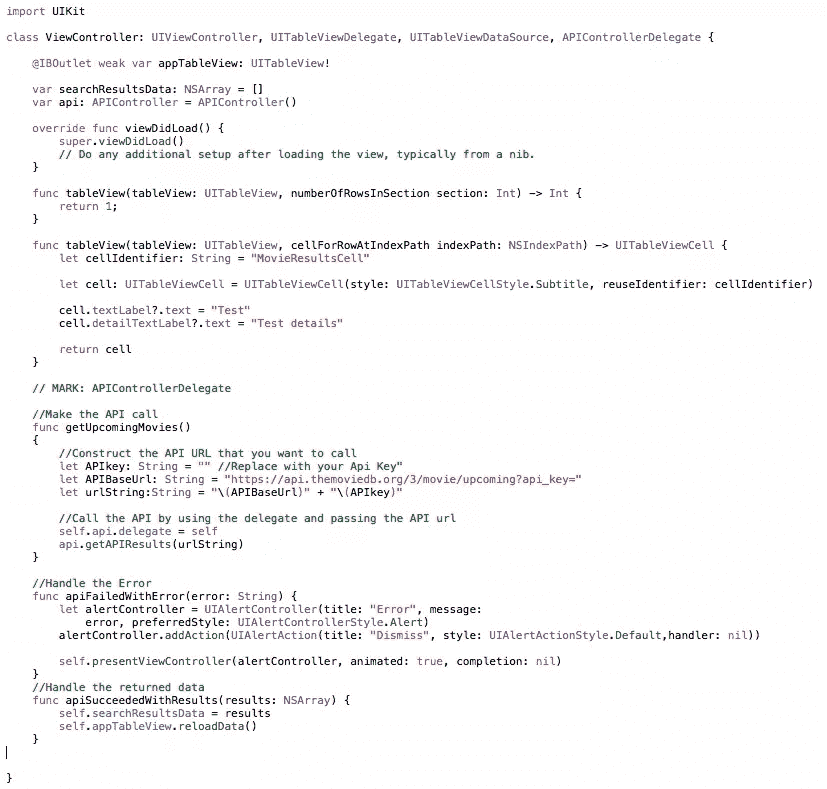 import UIKit
class ViewController: UIViewController, UITableViewDelegate, UITableViewDataSource, APIControllerDelegate {
@IBOutlet weak var appTableView: UITableView!
var searchResultsData: NSArray = []
var api: APIController = APIController()
override func viewDidLoad() {
super.viewDidLoad()
// Do any additional setup after loading the view, typically from a nib.
}
func tableView(tableView: UITableView, numberOfRowsInSection section: Int) -> Int {
return 1;
}
func tableView(tableView: UITableView, cellForRowAtIndexPath indexPath: NSIndexPath) -> UITableViewCell {
let cellIdentifier: String = "MovieResultsCell"
let cell: UITableViewCell = UITableViewCell(style: UITableViewCellStyle.Subtitle, reuseIdentifier: cellIdentifier)
cell.textLabel?.text = "Test"
cell.detailTextLabel?.text = "Test details"
return cell
}
// MARK: APIControllerDelegate
//Make the API call
func getUpcomingMovies()
{
//Construct the API URL that you want to call
let APIkey: String = "" //Replace with your Api Key"
let APIBaseUrl: String = "https://api.themoviedb.org/3/movie/upcoming?api_key="
let urlString:String = "\(APIBaseUrl)" + "\(APIkey)"
//Call the API by using the delegate and passing the API url
self.api.delegate = self
api.getAPIResults(urlString)
}
//Handle the Error
func apiFailedWithError(error: String) {
let alertController = UIAlertController(title: "Error", message:
error, preferredStyle: UIAlertControllerStyle.Alert)
alertController.addAction(UIAlertAction(title: "Dismiss", style: UIAlertActionStyle.Default,handler: nil))
self.presentViewController(alertController, animated: true, completion: nil)
}
//Handle the returned data
func apiSucceededWithResults(results: NSArray) {
self.searchResultsData = results
self.appTableView.reloadData()
}
}